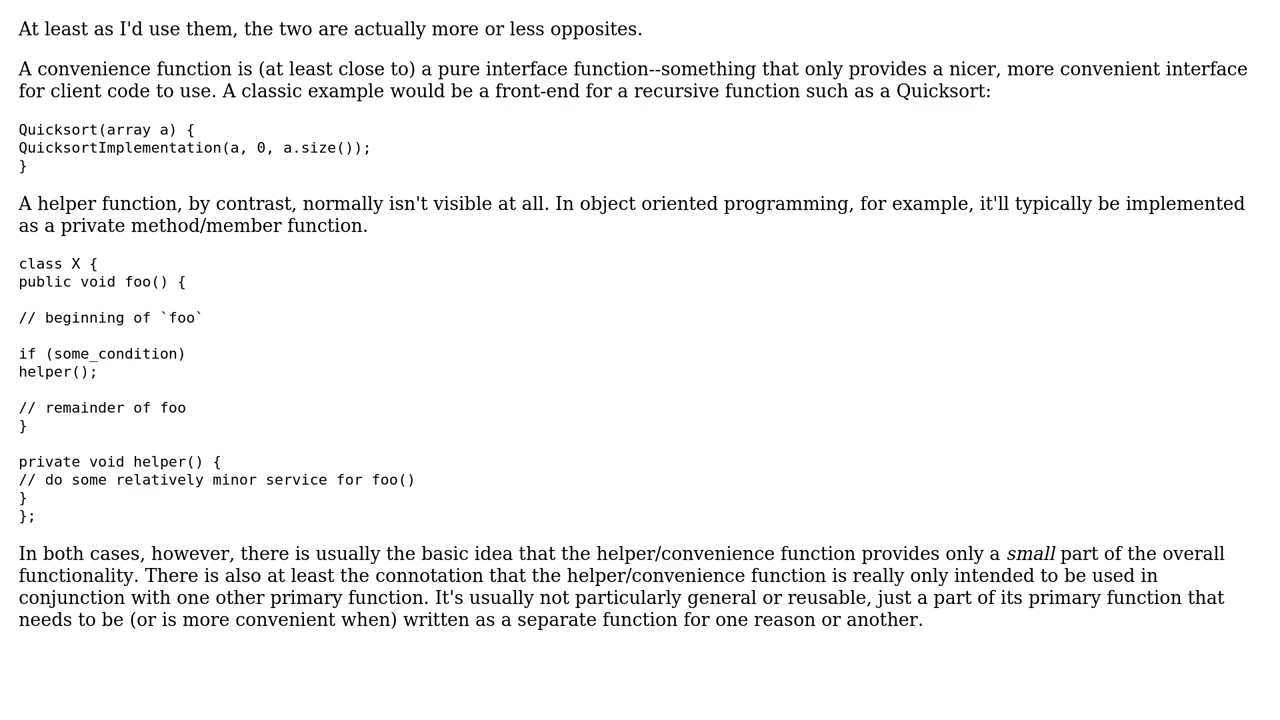 At least as I'd use them, the two are actually more or less opposites.
A convenience function is (at least close to) a pure interface function--something that only provides a nicer, more convenient interface
for client code to use. A classic example would be a front-end for a recursive function such as a Quicksort:
Quicksort(array a) {
QuicksortImplementation(a, 0, a.size());
}
A helper function, by contrast, normally isn't visible at all. In object oriented programming, for example, it'll typically be implemented
as a private method/member function.
class X {
public void foo() {
// beginning of `foo`
if (some_condition)
helper();
// remainder of foo
}
private void helper() {
// do some relatively minor service for foo()
}
};
In both cases, however, there is usually the basic idea that the helper/convenience function provides only a small part of the overall
functionality. There is also at least the connotation that the helper/convenience function is really only intended to be used in
conjunction with one other primary function. It's usually not particularly general or reusable, just a part of its primary function that
needs to be (or is more convenient when) written as a separate function for one reason or another.